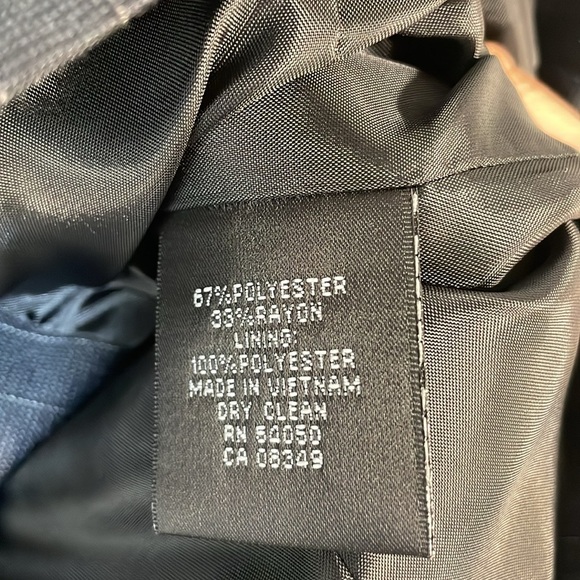 67%POLYESTER
33%RAYON
LINING:
100%POLYESTER
MADE IN VIETNAM
DRY CLEAN
RN 54050
CA 08349